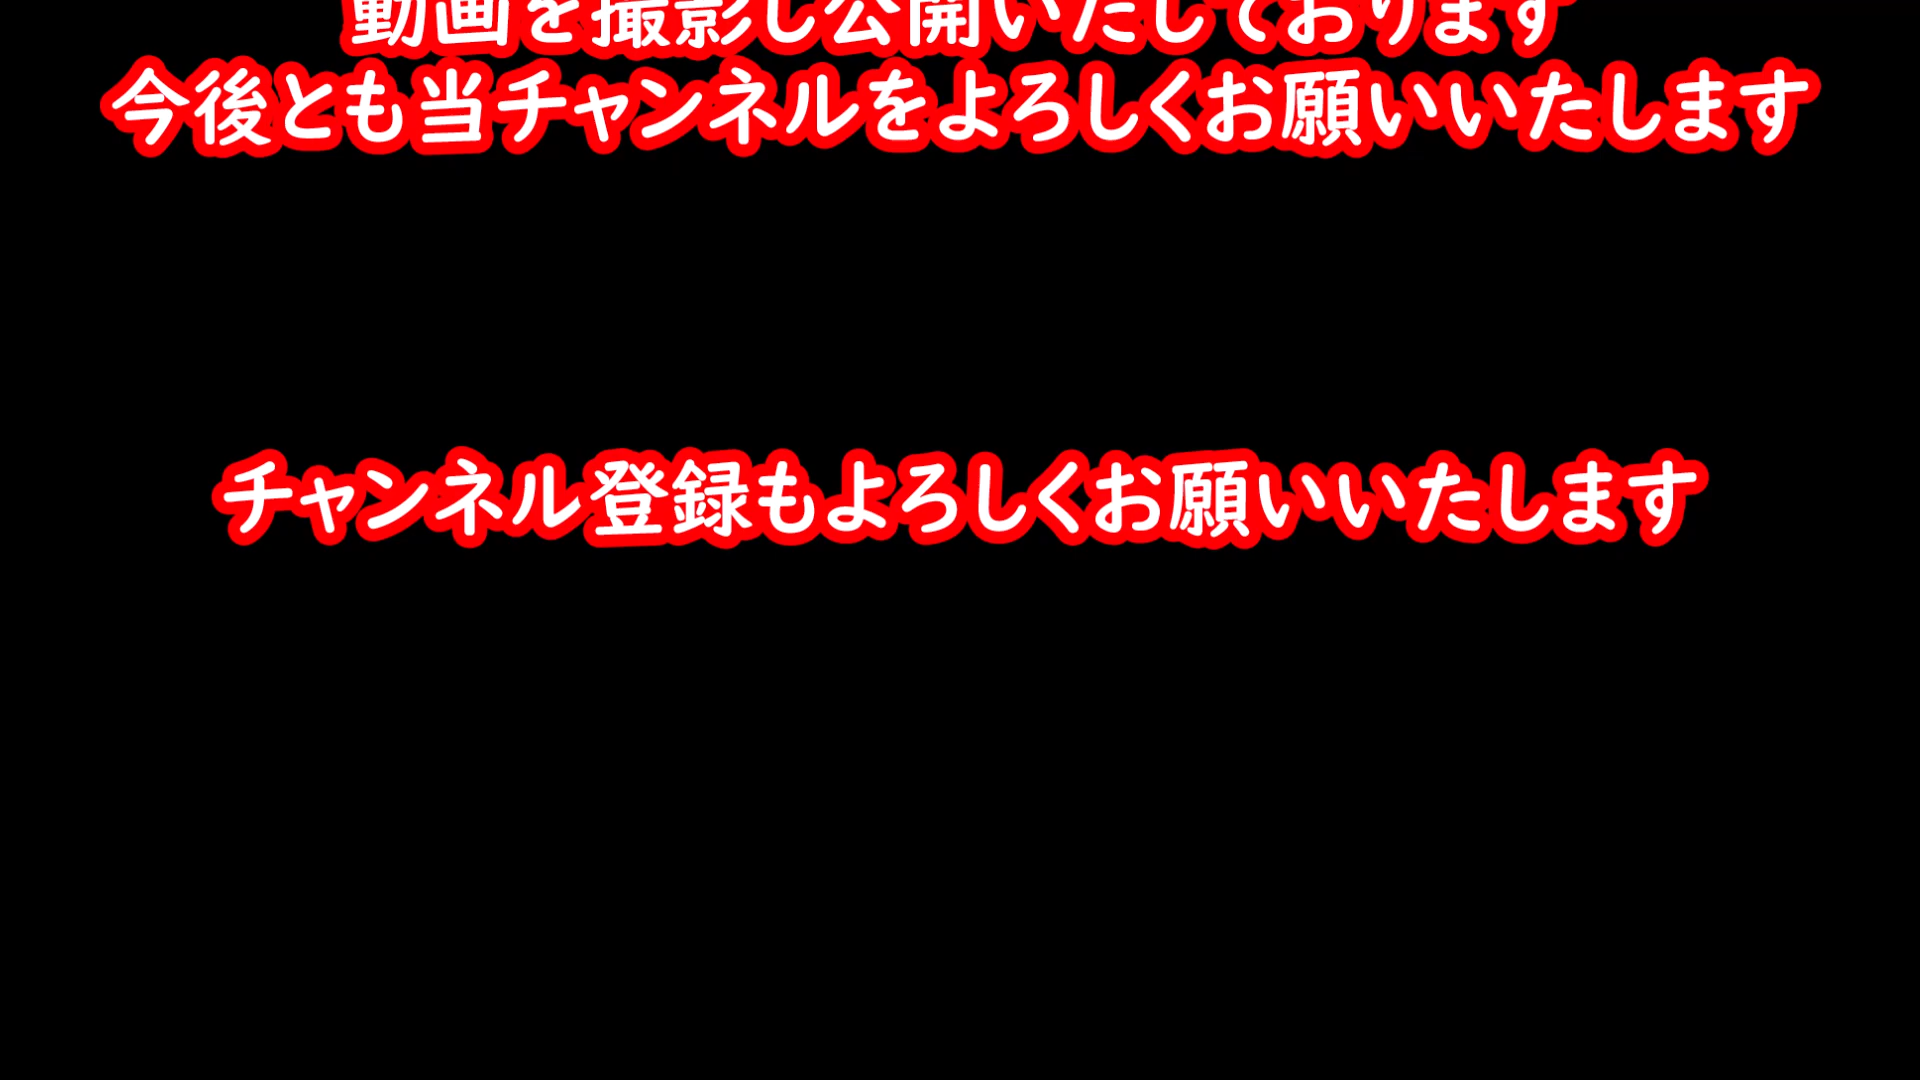 動画を撮影し公開いたしております
今後とも当チャンネルをよろしくお願いいたします
チャンネル登録もよろしくお願いいたします